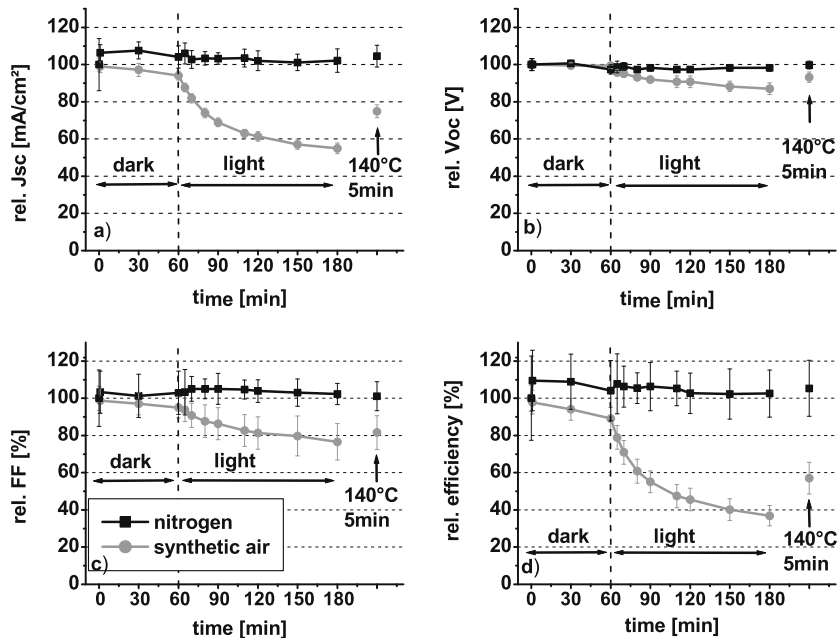 120
100
80
60
40
20
0
rel. Jsc [mA/cm²]
dark
light
140°C
5min
a)
0 30 60 90 120 150 180
time [min]
120
100
80
60
40
20
0
rel. Voc [V]
dark
light
140°C
5min
b)
0 30 60 90 120 150 180
time [min]
120
100
80
60
40
20
0
rel. FF [%]
dark
light
140°C
5min
nitrogen
synthetic air
c)
0 30 60 90 120 150 180
time [min]
120
100
80
60
40
20
0
rel. efficiency [%]
dark
light
140°C
5min
d)
0 30 60 90 120 150 180
time [min]